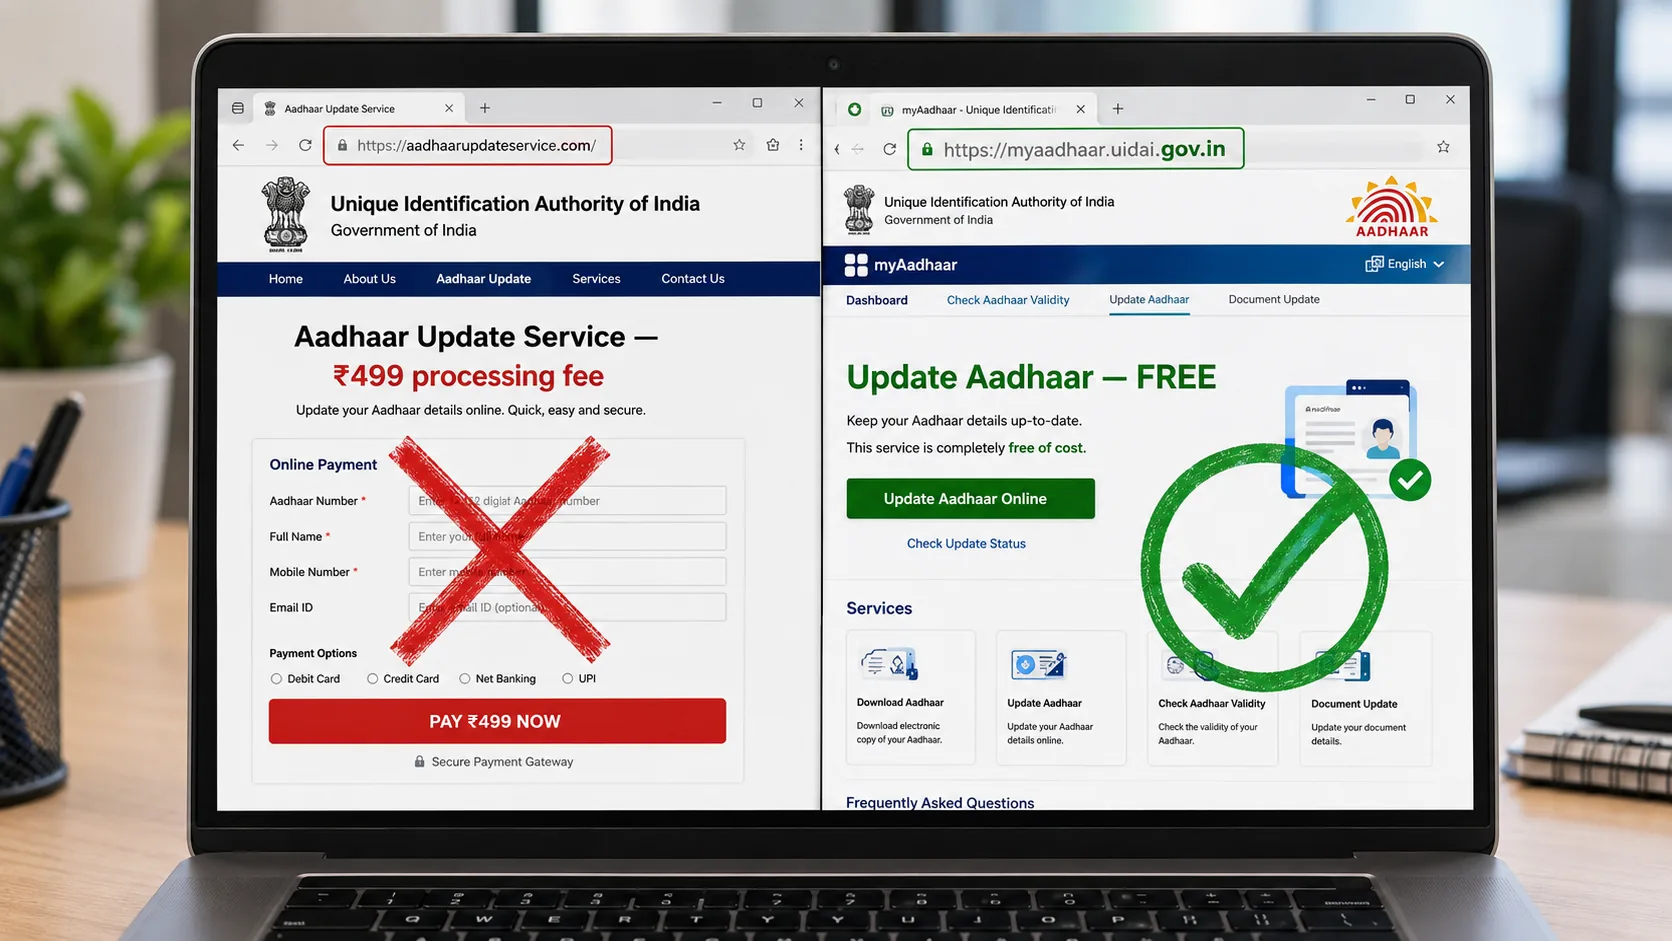 Aadhaar Update Service
https://aadhaarupdateservice.com/
Unique Identification Authority of India
Government of India
Home
About Us
Aadhaar Update
Services
Contact Us
Aadhaar Update Service —
₹499 processing fee
Update your Aadhaar details online. Quick, easy and secure.
Online Payment
Aadhaar Number *
Full Name *
Mobile Number *
Enter
Email ID
ID (optional)
Payment Options
Debit Card
Credit Card
Net Banking
UPI
PAY ₹499 NOW
Secure Payment Gateway
myAadhaar - Unique Identificati
https://myaadhaar.uidai.gov.in
Unique Identification Authority of India
Government of India
AADHAAR
myAadhaar
English
Dashboard
Check Aadhaar Validity
Update Aadhaar
Document Update
Update Aadhaar — FREE
Keep your Aadhaar details up-to-date.
This service is completely free of cost.
Update Aadhaar Online
Check Update Status
Services
Download Aadhaar
Download electronic
copy of your Aadhaar.
Update Aadhaar
Update your Aadhaar
details online.
Check Aadhaar Validity
Check the validity of your
Aadhaar.
Document Update
Update your document
details.
Frequently Asked Questions
Q W E R T Y Y U J O P